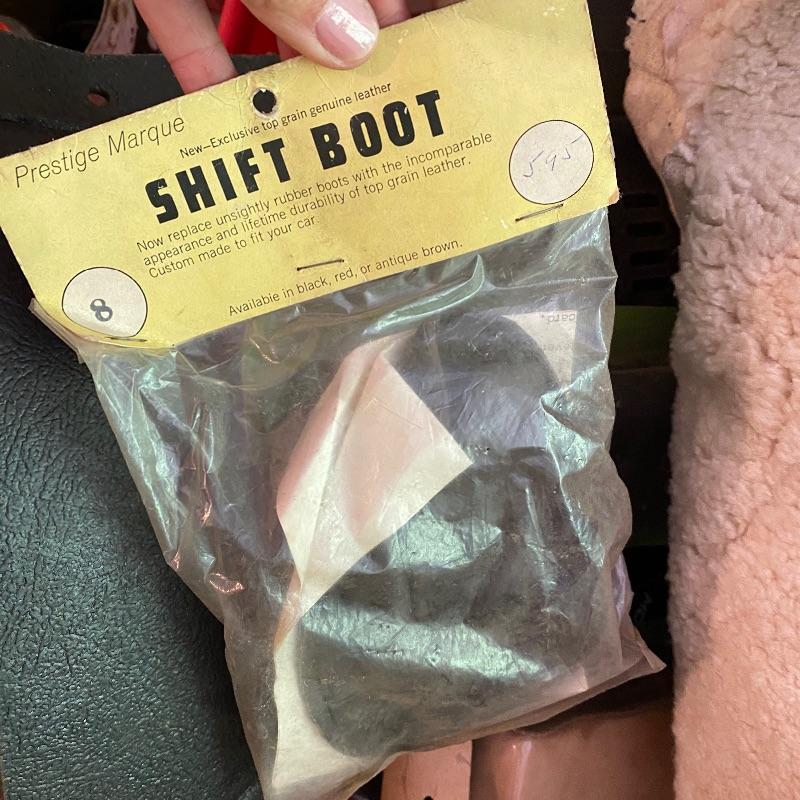 Prestige Marque
New—Exclusive top grain genuine leather
SHIFT BOOT
595
Now replace unsightly rubber boots with the incomparable
appearance and lifetime durability of top grain leather.
Custom made to fit your car.
8
Available in black, red, or antique brown.
card.